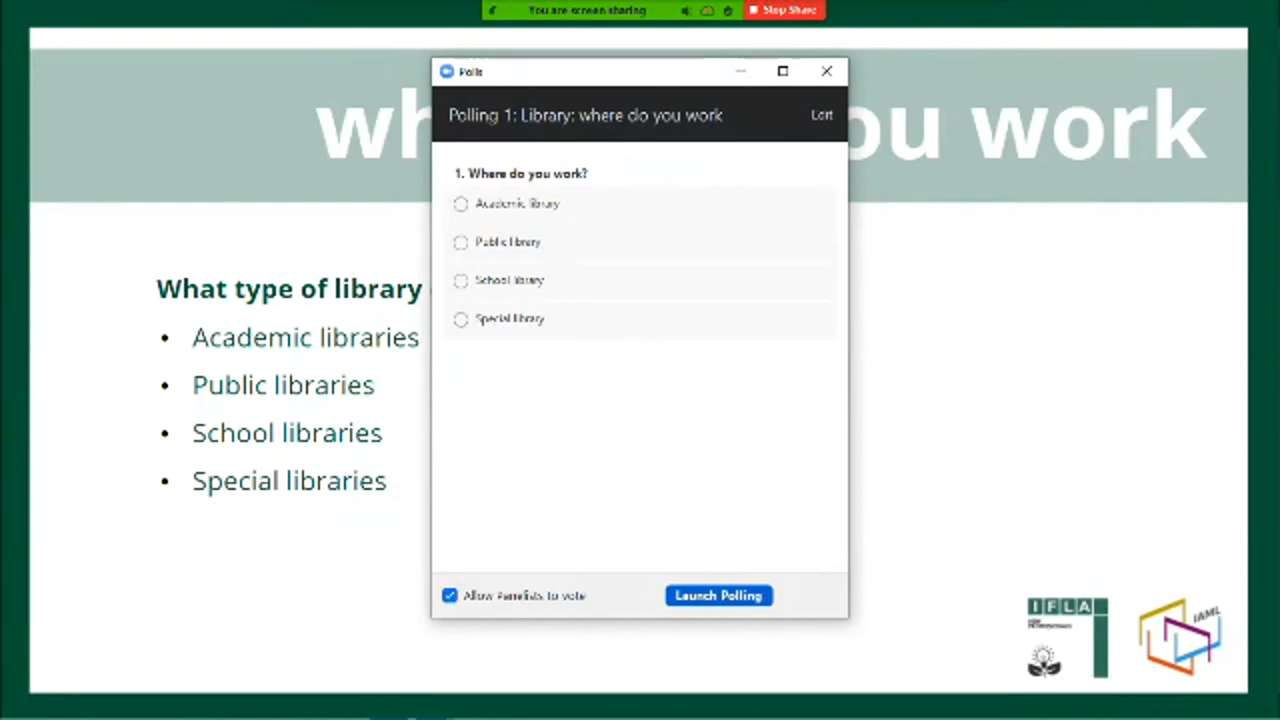 You are screen sharing
Stop Share
Polls
Polling 1: Library: where do you work
Edit
ou work
1. Where do you work?
Academic library
Public library
School library
Special library
What type of library
Academic libraries
Public libraries
School libraries
Special libraries
Allow Panelists to vote
Launch Polling
IFLA
IAML